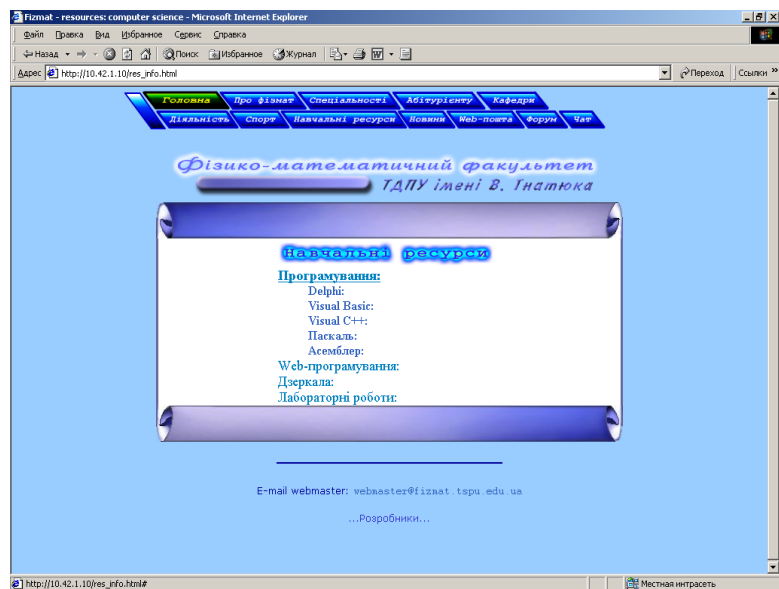 Fizmat - resources: computer science - Microsoft Internet Explorer
Файл Правка Вид Избранное Сервис Справка
Назад Поиск Избранное Журнал
Адрес http://10.42.1.10/res_info.html Переход Ссылки »
Головна Про фізмат Спеціальності Абітурієнту Кафедри
Діяльність Спорт Навчальні ресурси Новини Web-пошта Форум Чат
Фізико-математичний факультет
ТДПУ імені В. Гнатюка
Навчальні ресурси
Програмування:
Delphi:
Visual Basic:
Visual C++:
Паскаль:
Асемблер:
Web-програмування:
Дзеркала:
Лабораторні роботи:
E-mail webmaster: webmaster@fizmat.tspu.edu.ua
...Розробники...
http://10.42.1.10/res_info.html# Местная интрасеть